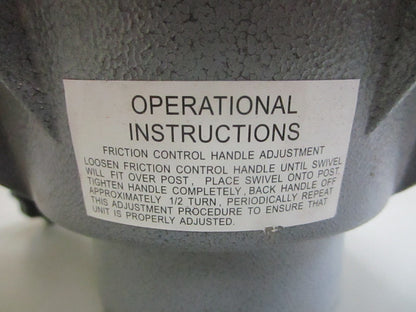 OPERATIONAL
INSTRUCTIONS
FRICTION CONTROL HANDLE ADJUSTMENT
LOOSEN FRICTION CONTROL HANDLE UNTIL SWIVEL
WILL FIT OVER POST, PLACE SWIVEL ONTO POST,
TIGHTEN HANDLE COMPLETELY, BACK HANDLE OFF
APPROXIMATELY 1/2 TURN, PERIODICALLY REPEAT
THIS ADJUSTMENT PROCEDURE TO ENSURE THAT
UNIT IS PROPERLY ADJUSTED.